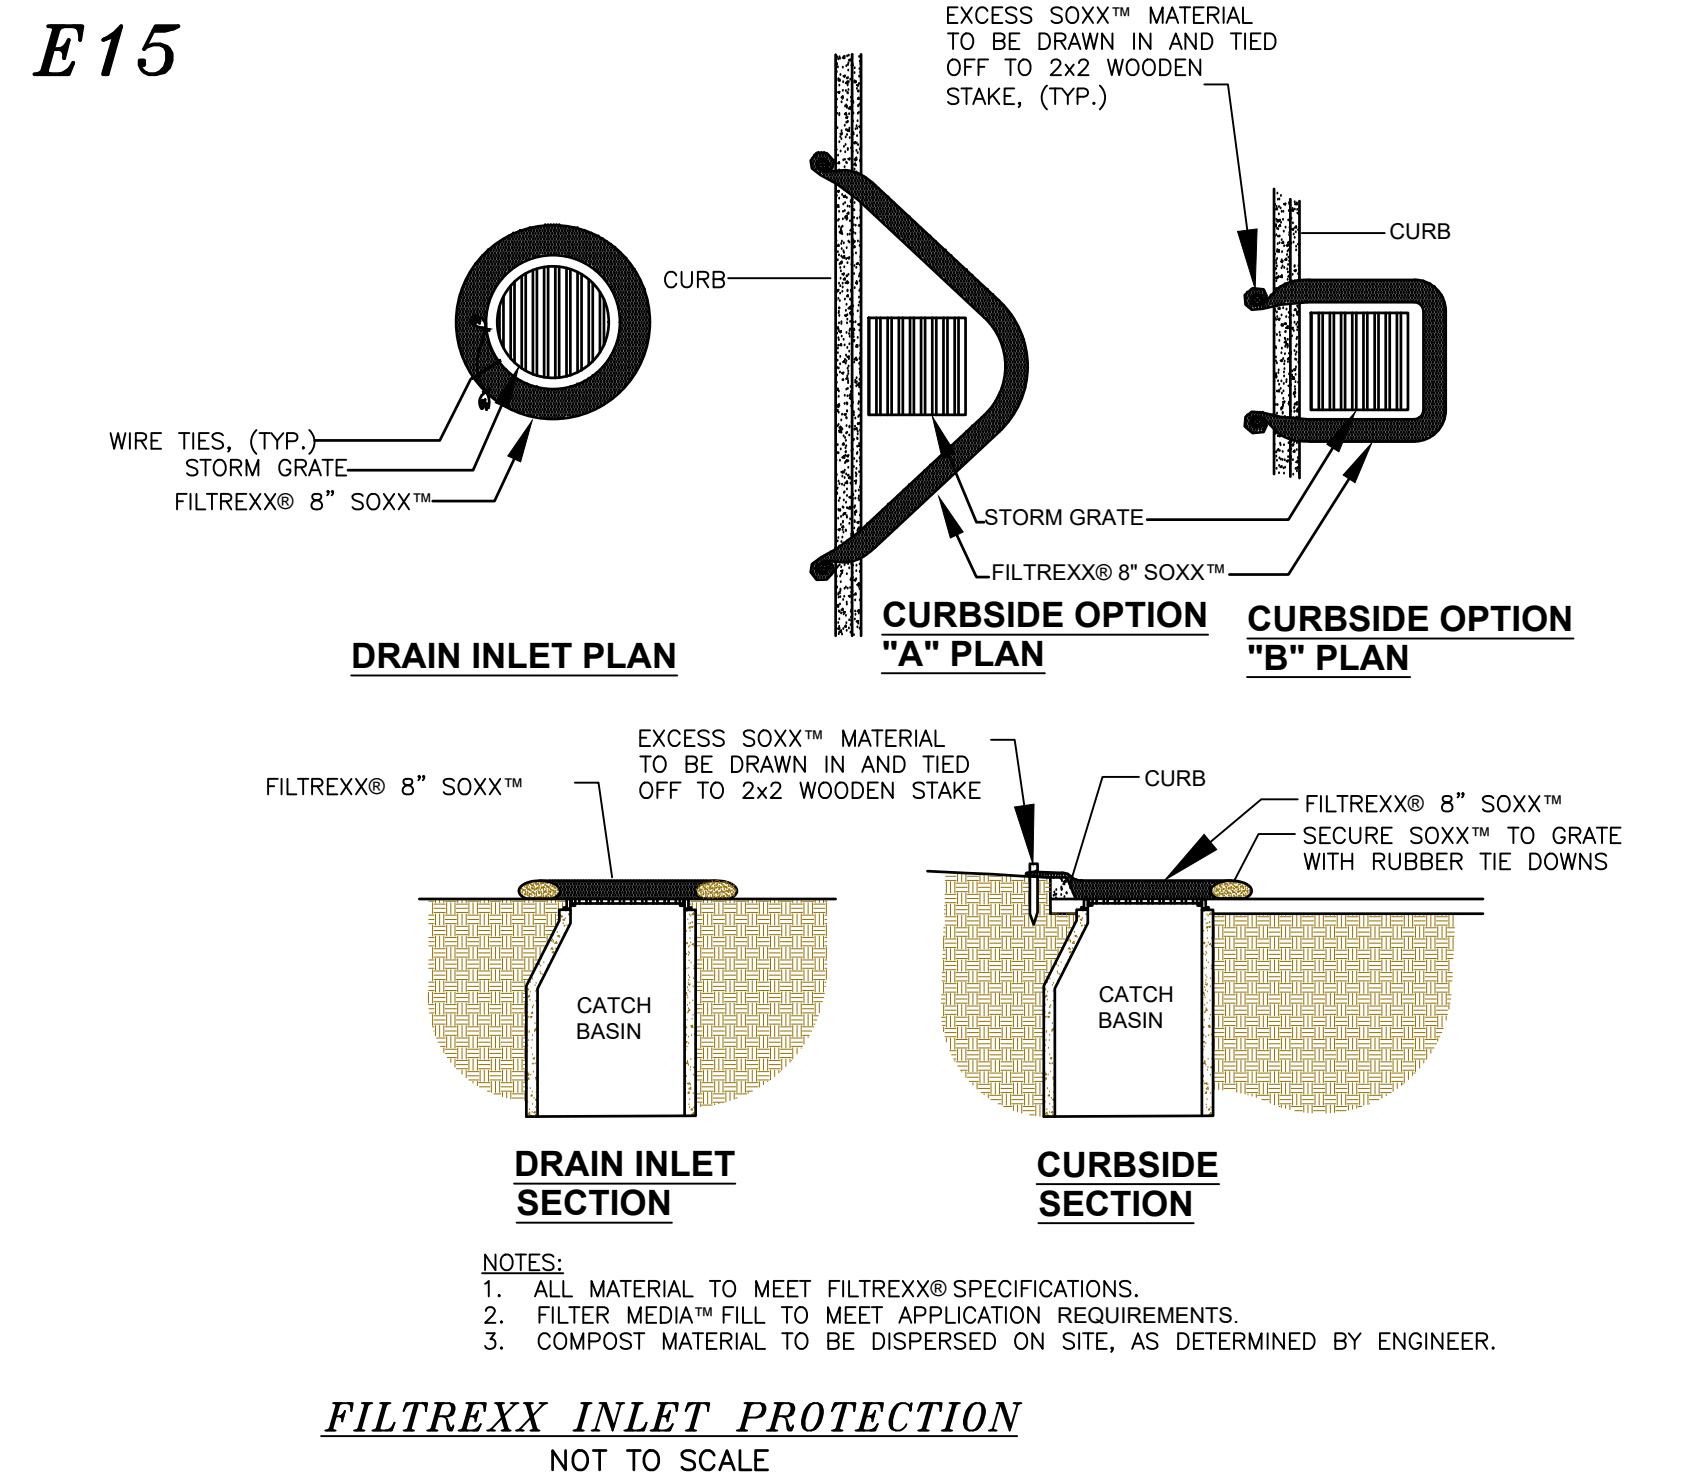 E15
EXCESS SOXX™ MATERIAL
TO BE DRAWN IN AND TIED
OFF TO 2x2 WOODEN
STAKE, (TYP.)
CURB
CURB
WIRE TIES, (TYP.)
STORM GRATE
FILTREXX® 8” SOXX™
STORM GRATE
FILTREXX® 8" SOXX™
DRAIN INLET PLAN
CURBSIDE OPTION
"A" PLAN
CURBSIDE OPTION
"B" PLAN
FILTREXX® 8” SOXX™
EXCESS SOXX™ MATERIAL
TO BE DRAWN IN AND TIED
OFF TO 2x2 WOODEN STAKE
CURB
FILTREXX® 8” SOXX™
SECURE SOXX™ TO GRATE
WITH RUBBER TIE DOWNS
CATCH
BASIN
CATCH
BASIN
DRAIN INLET
SECTION
CURBSIDE
SECTION
NOTES:
1. ALL MATERIAL TO MEET FILTREXX® SPECIFICATIONS.
2. FILTER MEDIA™ FILL TO MEET APPLICATION REQUIREMENTS.
3. COMPOST MATERIAL TO BE DISPERSED ON SITE, AS DETERMINED BY ENGINEER.
FILTREXX INLET PROTECTION
NOT TO SCALE